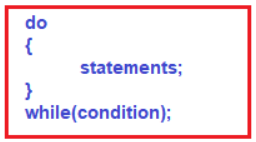 do
{
statements;
}
while(condition);